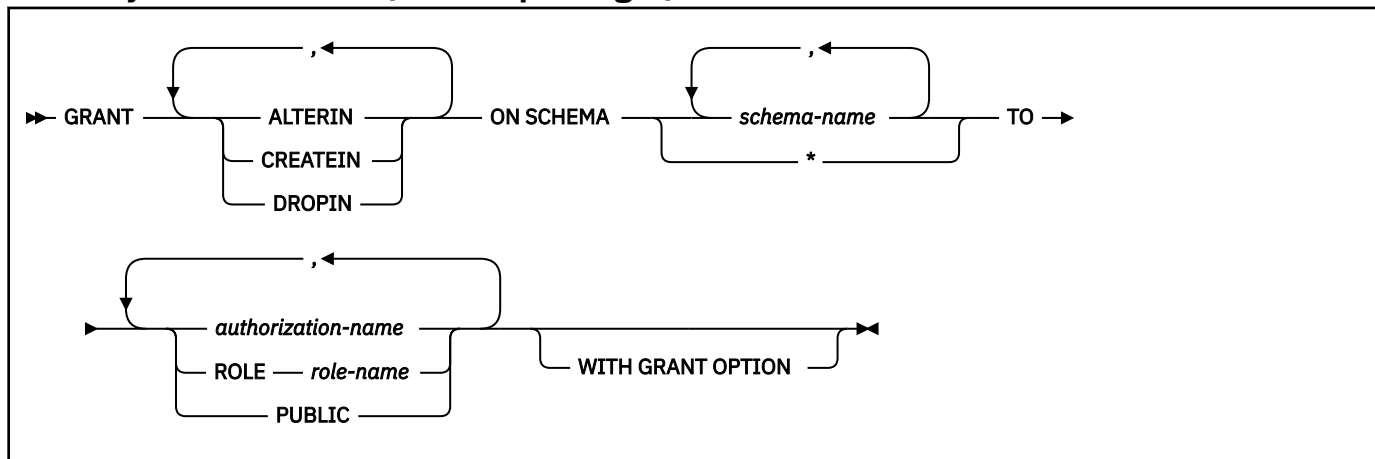 ,
,
GRANT ALTERIN ON SCHEMA schema-name TO
CREATEIN *
DROPIN
,
authorization-name
ROLE role-name WITH GRANT OPTION
PUBLIC